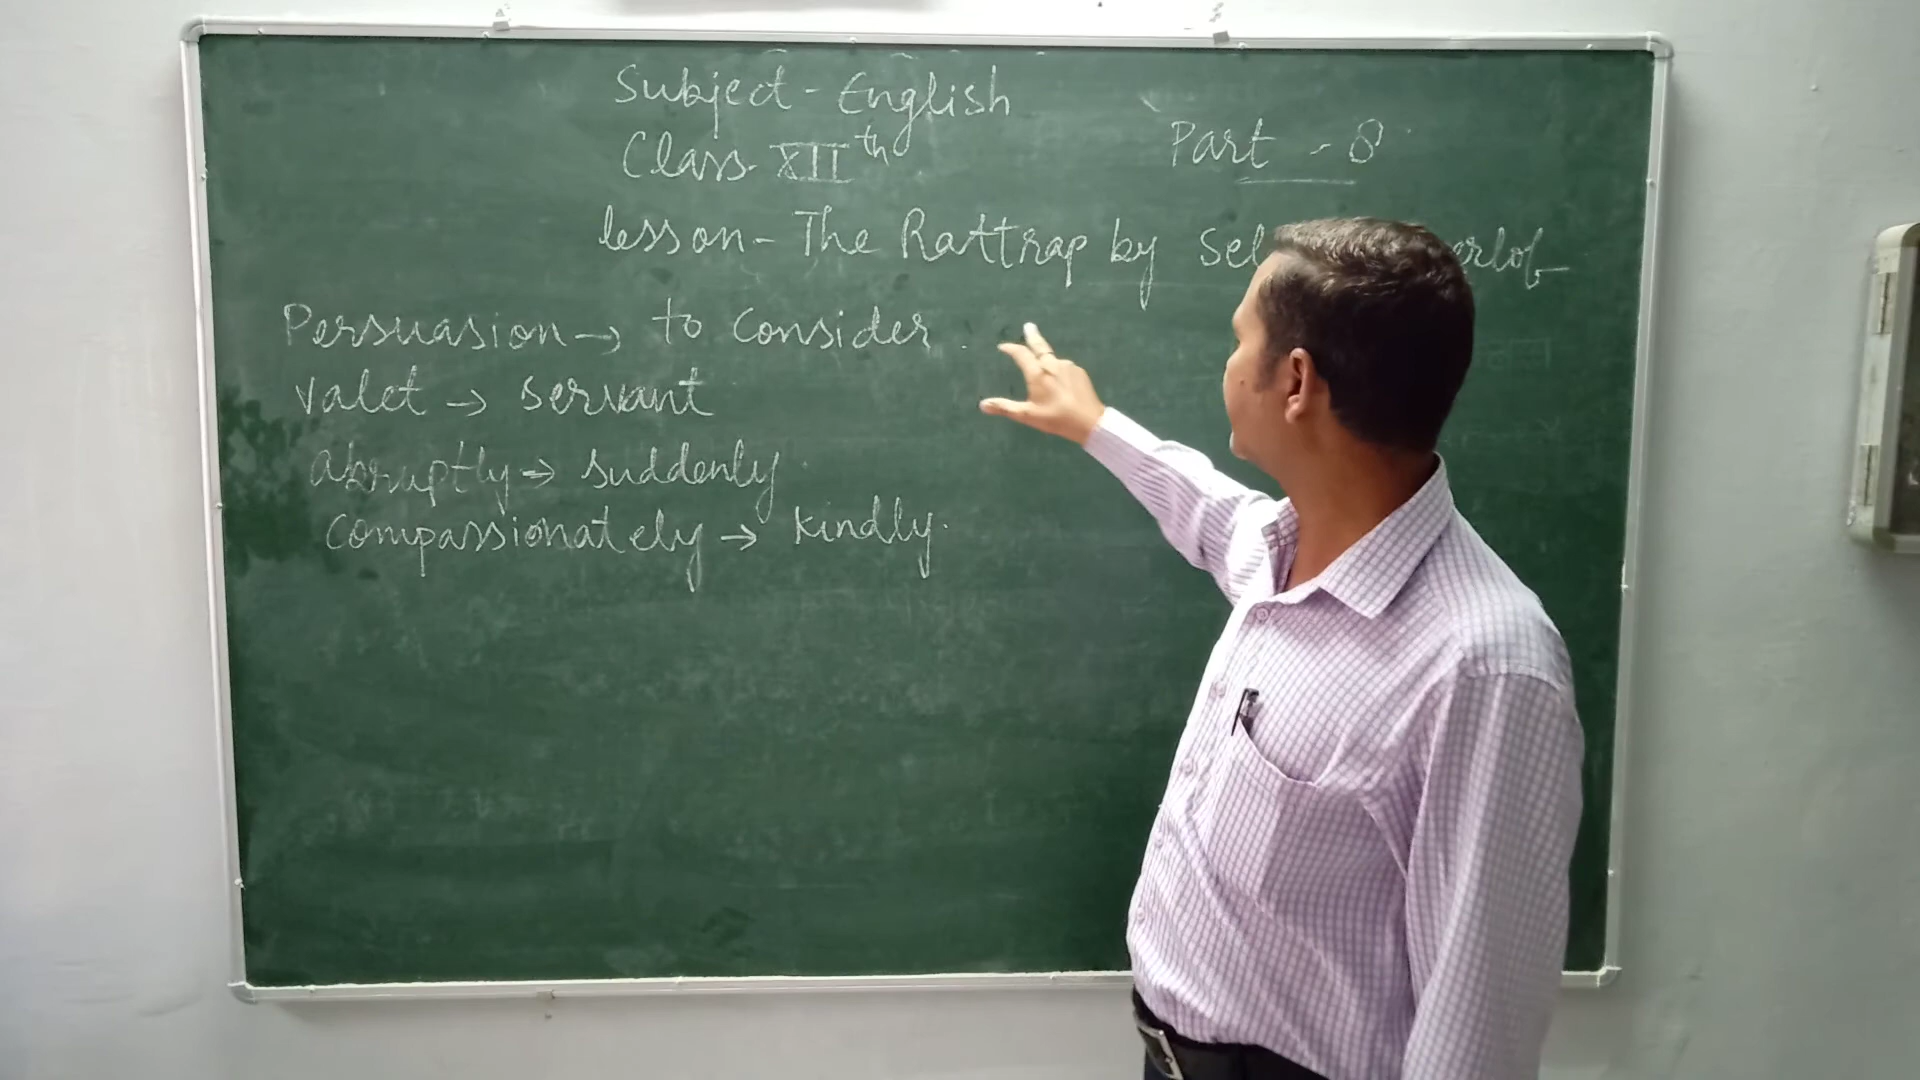 Subject - English
Class - XIIth
Part - 8
lesson - The Rattrap by
Persuasion → to Consider.
valet → servant
abruptly → suddenly
compassionately → kindly.